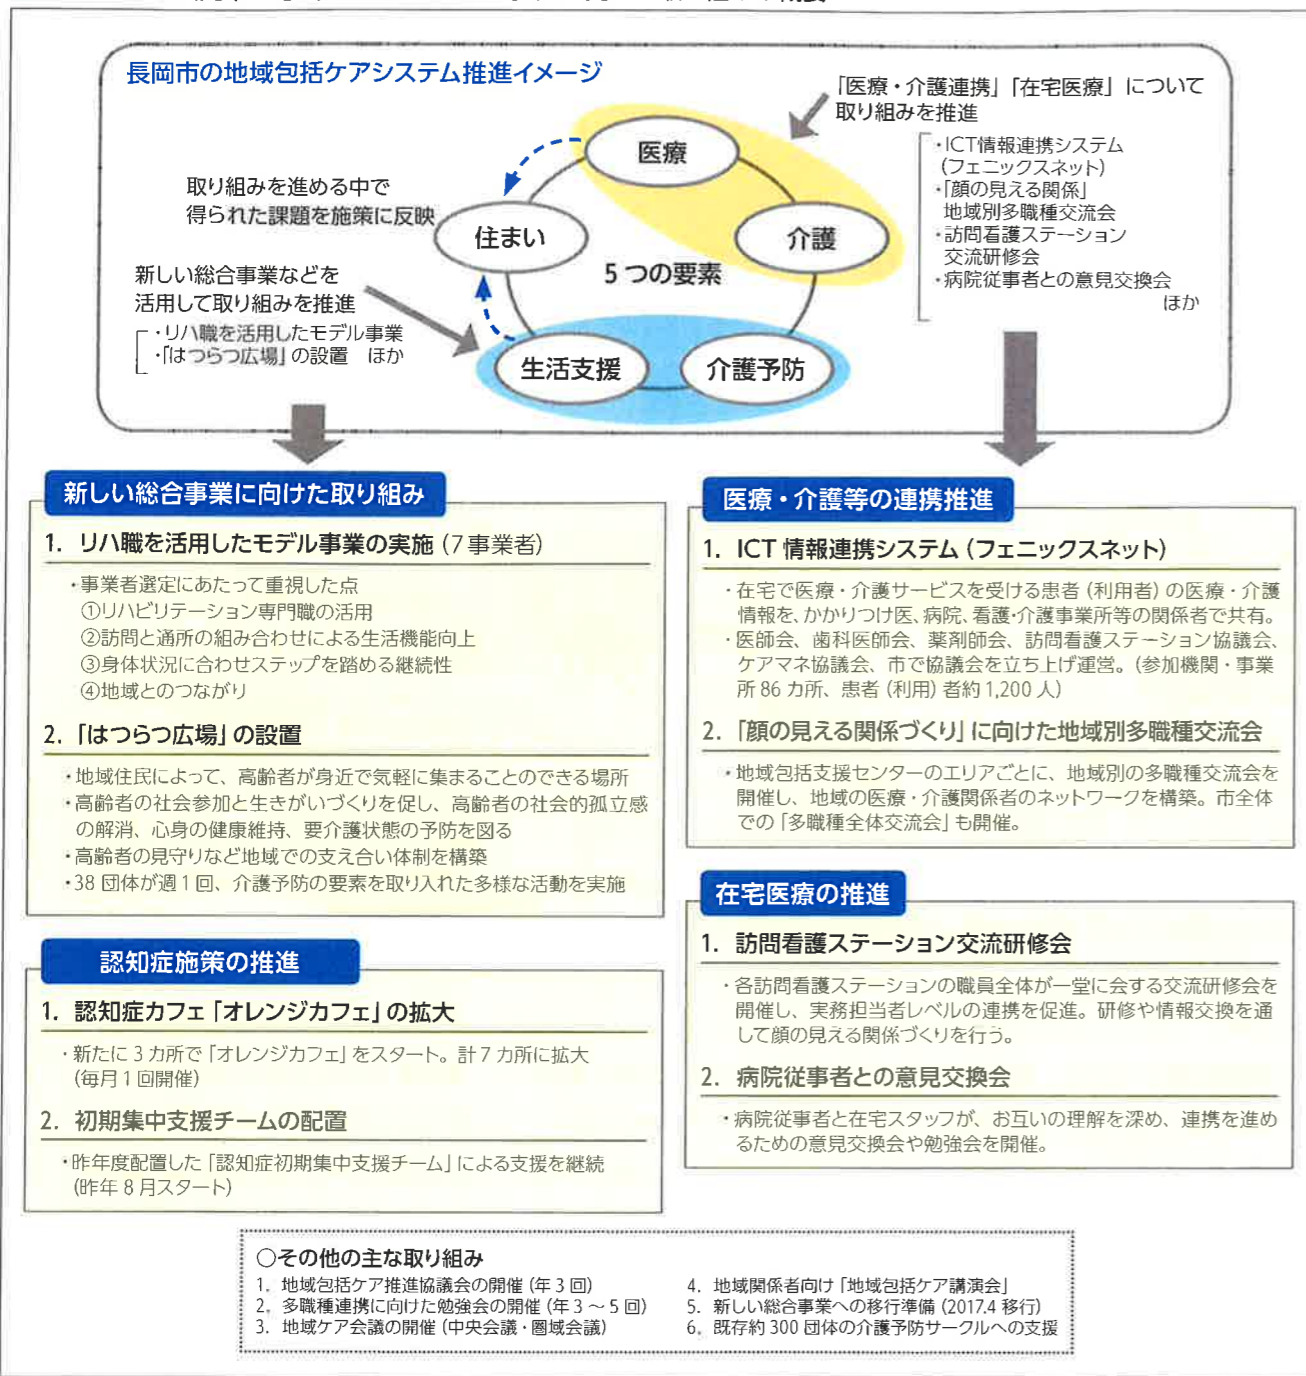 長岡市の地域包括ケアシステム推進イメージ
「医療・介護連携」「在宅医療」について
取り組みを推進
・ICT情報連携システム
(フェニックスネット)
・「顔の見える関係」
地域別多職種交流会
・訪問看護ステーション
交流研修会
・病院従事者との意見交換会
ほか
取り組みを進める中で
得られた課題を施策に反映
新しい総合事業などを
活用して取り組みを推進
・リハ職を活用したモデル事業
・「はつらつ広場」の設置 ほか
医療
住まい
介護
5つの要素
生活支援
介護予防
新しい総合事業に向けた取り組み
1. リハ職を活用したモデル事業の実施(7事業者)
・事業者選定にあたって重視した点
①リハビリテーション専門職の活用
②訪問と通所の組み合わせによる生活機能向上
③身体状況に合わせステップを踏める継続性
④地域とのつながり
2. 「はつらつ広場」の設置
・地域住民によって、高齢者が身近で気軽に集まることのできる場所
・高齢者の社会参加と生きがいづくりを促し、高齢者の社会的孤立感
の解消、心身の健康維持、要介護状態の予防を図る
・高齢者の見守りなど地域での支え合い体制を構築
・38団体が週1回、介護予防の要素を取り入れた多様な活動を実施
認知症施策の推進
1. 認知症カフェ「オレンジカフェ」の拡大
・新たに3カ所で「オレンジカフェ」をスタート。計7カ所に拡大
(毎月1回開催)
2. 初期集中支援チームの配置
・昨年度配置した「認知症初期集中支援チーム」による支援を継続
(昨年8月スタート)
医療・介護等の連携推進
1. ICT情報連携システム(フェニックスネット)
・在宅で医療・介護サービスを受ける患者(利用者)の医療・介護
情報を、かかりつけ医、病院、看護・介護事業所等の関係者で共有。
・医師会、歯科医師会、薬剤師会、訪問看護ステーション協議会、
ケアマネ協議会、市で協議会を立ち上げ運営。(参加機関・事業
所86カ所、患者(利用)者約1,200人)
2. 「顔の見える関係づくり」に向けた地域別多職種交流会
・地域包括支援センターのエリアごとに、地域別の多職種交流会を
開催し、地域の医療・介護関係者のネットワークを構築。市全体
での「多職種全体交流会」も開催。
在宅医療の推進
1. 訪問看護ステーション交流研修会
・各訪問看護ステーションの職員全体が一堂に会する交流研修会を
開催し、実務担当者レベルの連携を促進。研修や情報交換を通
して顔の見える関係づくりを行う。
2. 病院従事者との意見交換会
・病院従事者と在宅スタッフが、お互いの理解を深め、連携を進め
るための意見交換会や勉強会を開催。
○その他の主な取り組み
1. 地域包括ケア推進協議会の開催(年3回)
2. 多職種連携に向けた勉強会の開催(年3～5回)
3. 地域ケア会議の開催(中央会議・圏域会議)
4. 地域関係者向け「地域包括ケア講演会」
5. 新しい総合事業への移行準備(2017.4移行)
6. 既存約300団体の介護予防サークルへの支援